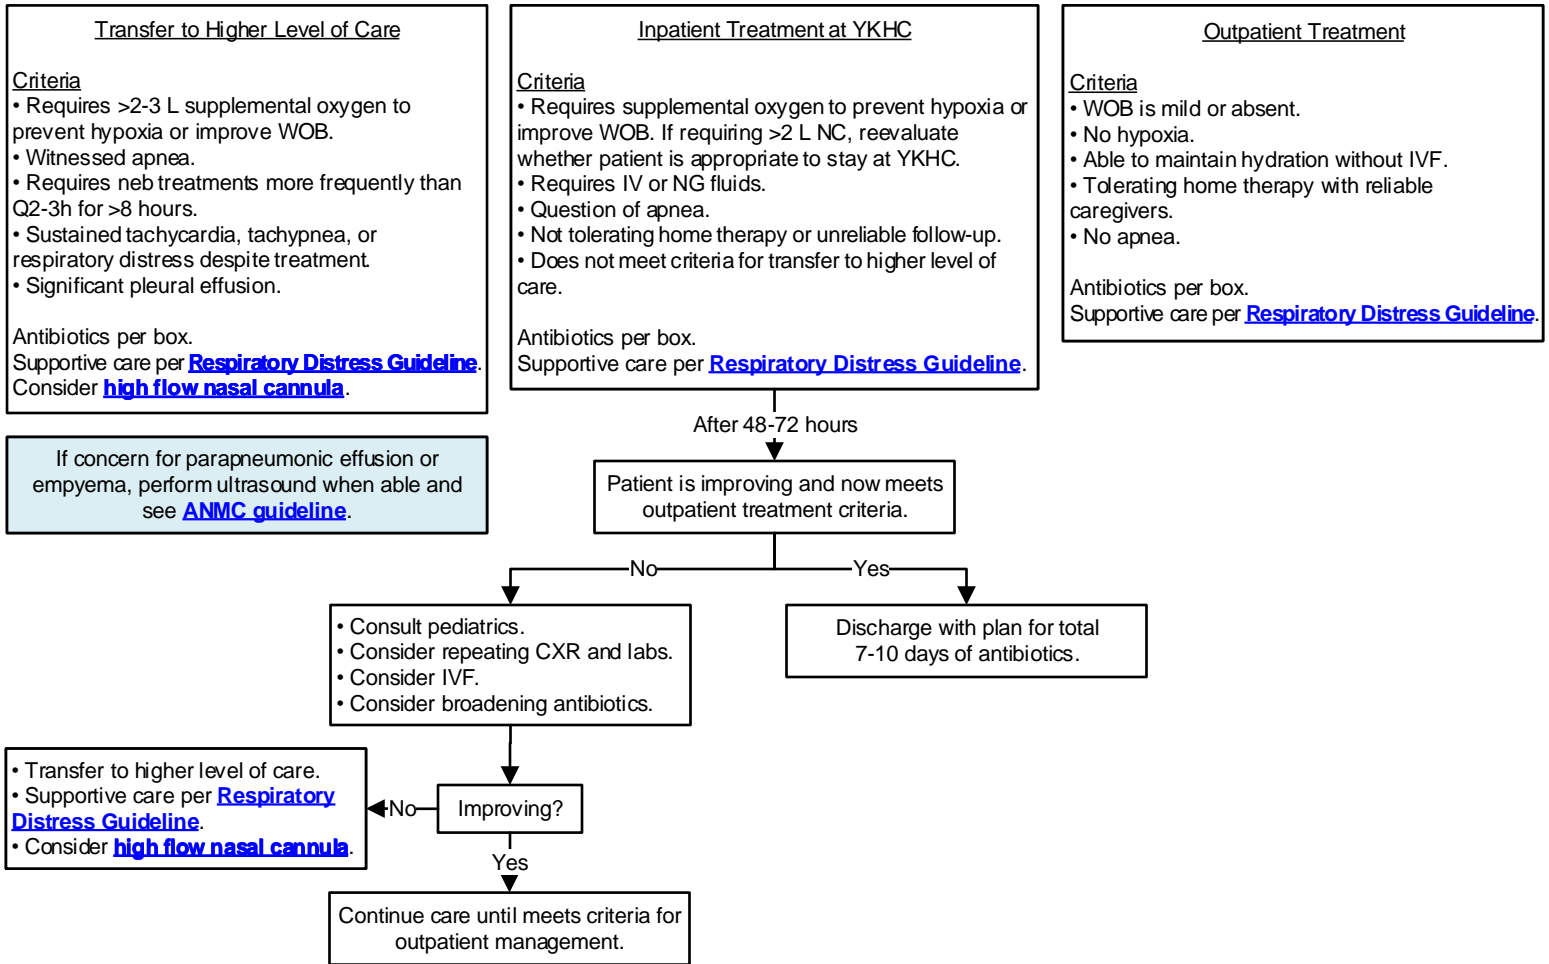 Transfer to Higher Level of Care
Criteria
• Requires >2-3 L supplemental oxygen to
prevent hypoxia or improve WOB.
• Witnessed apnea.
• Requires neb treatments more frequently than
Q2-3h for >8 hours.
• Sustained tachycardia, tachypnea, or
respiratory distress despite treatment.
• Significant pleural effusion.
Antibiotics per box.
Supportive care per Respiratory Distress Guideline.
Consider high flow nasal cannula.
Inpatient Treatment at YKHC
Criteria
• Requires supplemental oxygen to prevent hypoxia or
improve WOB. If requiring >2 L NC, reevaluate
whether patient is appropriate to stay at YKHC.
• Requires IV or NG fluids.
• Question of apnea.
• Not tolerating home therapy or unreliable follow-up.
• Does not meet criteria for transfer to higher level of
care.
Antibiotics per box.
Supportive care per Respiratory Distress Guideline.
Outpatient Treatment
Criteria
• WOB is mild or absent.
• No hypoxia.
• Able to maintain hydration without IVF.
• Tolerating home therapy with reliable
caregivers.
• No apnea.
Antibiotics per box.
Supportive care per Respiratory Distress Guideline.
If concern for parapneumonic effusion or
empyema, perform ultrasound when able and
see ANMC guideline.
After 48-72 hours
Patient is improving and now meets
outpatient treatment criteria.
No
Yes
• Consult pediatrics.
• Consider repeating CXR and labs.
• Consider IVF.
• Consider broadening antibiotics.
Discharge with plan for total
7-10 days of antibiotics.
• Transfer to higher level of care.
• Supportive care per Respiratory
Distress Guideline.
• Consider high flow nasal cannula.
No
Improving?
Yes
Continue care until meets criteria for
outpatient management.